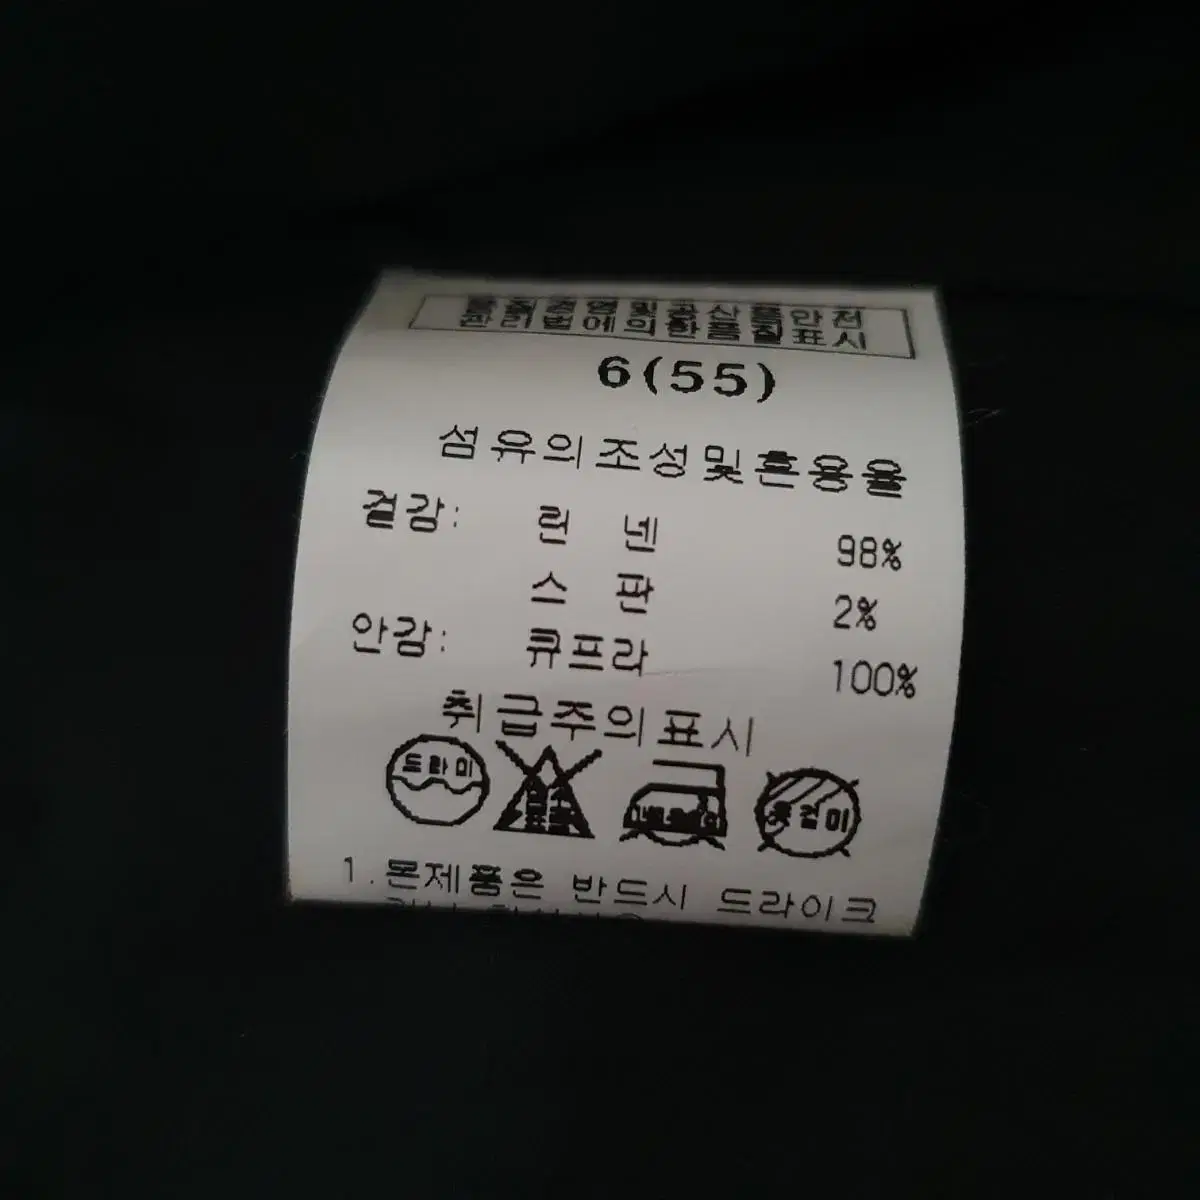 품질경영및공산품안전
관리법에의한품질표시
6(55)
섬유의조성및혼용율
겉감: 린 넨 98%
스 판 2%
안감: 큐프라 100%
취급주의표시
드라이
옷걸이
1.본제품은 반드시 드라이크